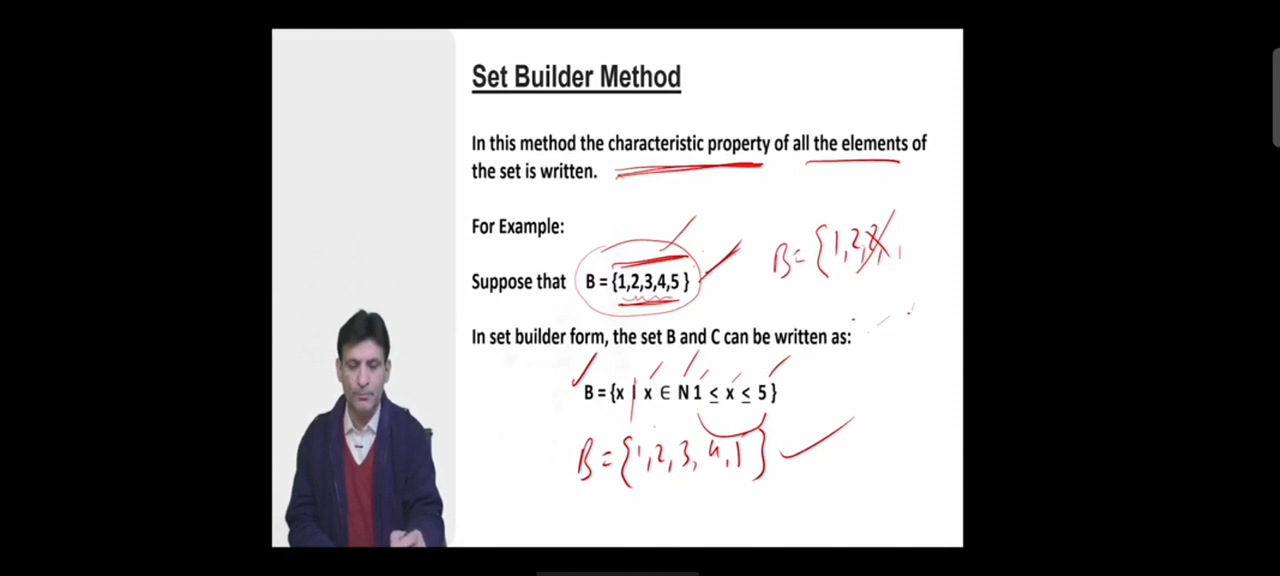 Set Builder Method
In this method the characteristic property of all the elements of
the set is written.
For Example:
B = {1,2,
Suppose that B = {1,2,3,4,5 }
In set builder form, the set B and C can be written as:
B = {x | x ∈ N 1 ≤ x ≤ 5 }
B = {1,2,3,4, }